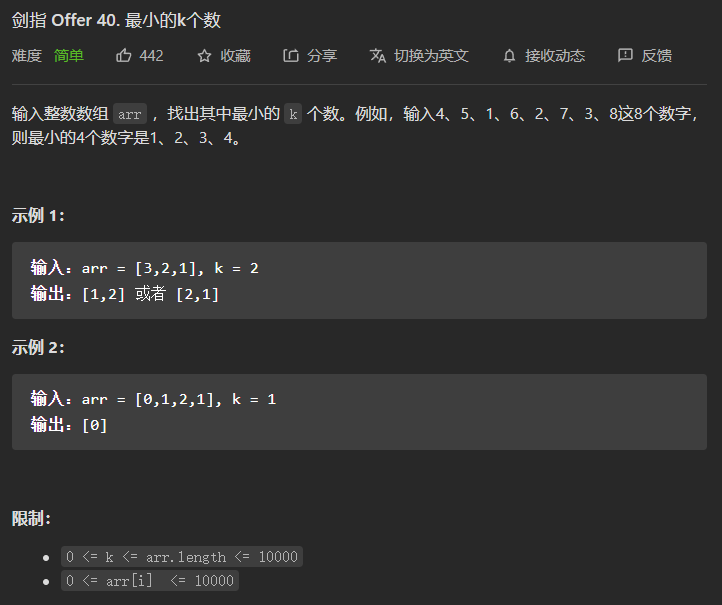 剑指 Offer 40. 最小的k个数
难度 简单 442 收藏 分享 切换为英文 接收动态 反馈
输入整数数组 arr ，找出其中最小的 k 个数。例如，输入4、5、1、6、2、7、3、8这8个数字，
则最小的4个数字是1、2、3、4。
示例 1：
输入：arr = [3,2,1], k = 2
输出：[1,2] 或者 [2,1]
示例 2：
输入：arr = [0,1,2,1], k = 1
输出：[0]
限制：
0 <= k <= arr.length <= 10000
0 <= arr[i] <= 10000